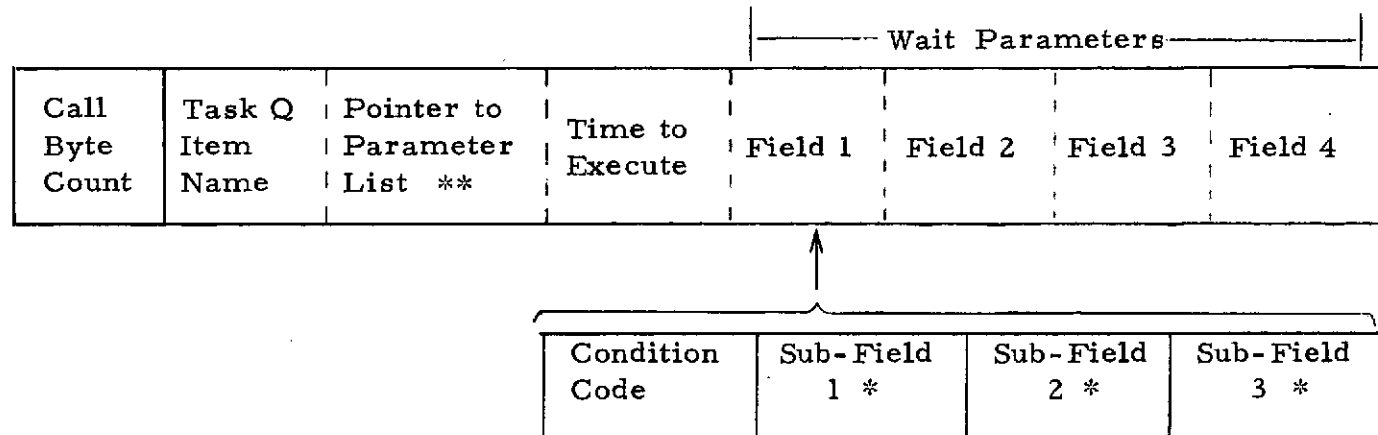 Wait Parameters
Call Byte Count
Task Q Item Name
Pointer to Parameter List **
Time to Execute
Field 1
Field 2
Field 3
Field 4
Condition Code
Sub-Field 1 *
Sub-Field 2 *
Sub-Field 3 *